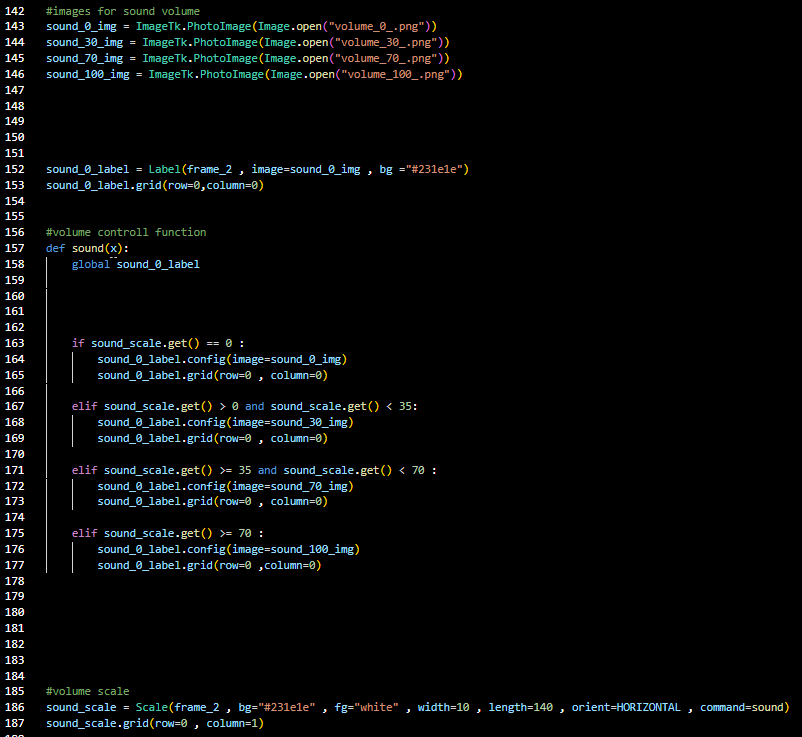 142 #images for sound volume
143 sound_0_img = ImageTk.PhotoImage(Image.open("volume_0_.png"))
144 sound_30_img = ImageTk.PhotoImage(Image.open("volume_30_.png"))
145 sound_70_img = ImageTk.PhotoImage(Image.open("volume_70_.png"))
146 sound_100_img = ImageTk.PhotoImage(Image.open("volume_100_.png"))
147
148
149
150
151
152 sound_0_label = Label(frame_2 , image=sound_0_img , bg ="#231e1e")
153 sound_0_label.grid(row=0,column=0)
154
155
156 #volume controll function
157 def sound(x):
158     global sound_0_label
159
160
161
162
163     if sound_scale.get() == 0 :
164         sound_0_label.config(image=sound_0_img)
165         sound_0_label.grid(row=0 , column=0)
166
167     elif sound_scale.get() > 0 and sound_scale.get() < 35:
168         sound_0_label.config(image=sound_30_img)
169         sound_0_label.grid(row=0 , column=0)
170
171     elif sound_scale.get() >= 35 and sound_scale.get() < 70 :
172         sound_0_label.config(image=sound_70_img)
173         sound_0_label.grid(row=0 , column=0)
174
175     elif sound_scale.get() >= 70 :
176         sound_0_label.config(image=sound_100_img)
177         sound_0_label.grid(row=0 ,column=0)
178
179
180
181
182
183
184
185 #volume scale
186 sound_scale = Scale(frame_2 , bg="#231e1e" , fg="white" , width=10 , length=140 , orient=HORIZONTAL , command=sound)
187 sound_scale.grid(row=0 , column=1)